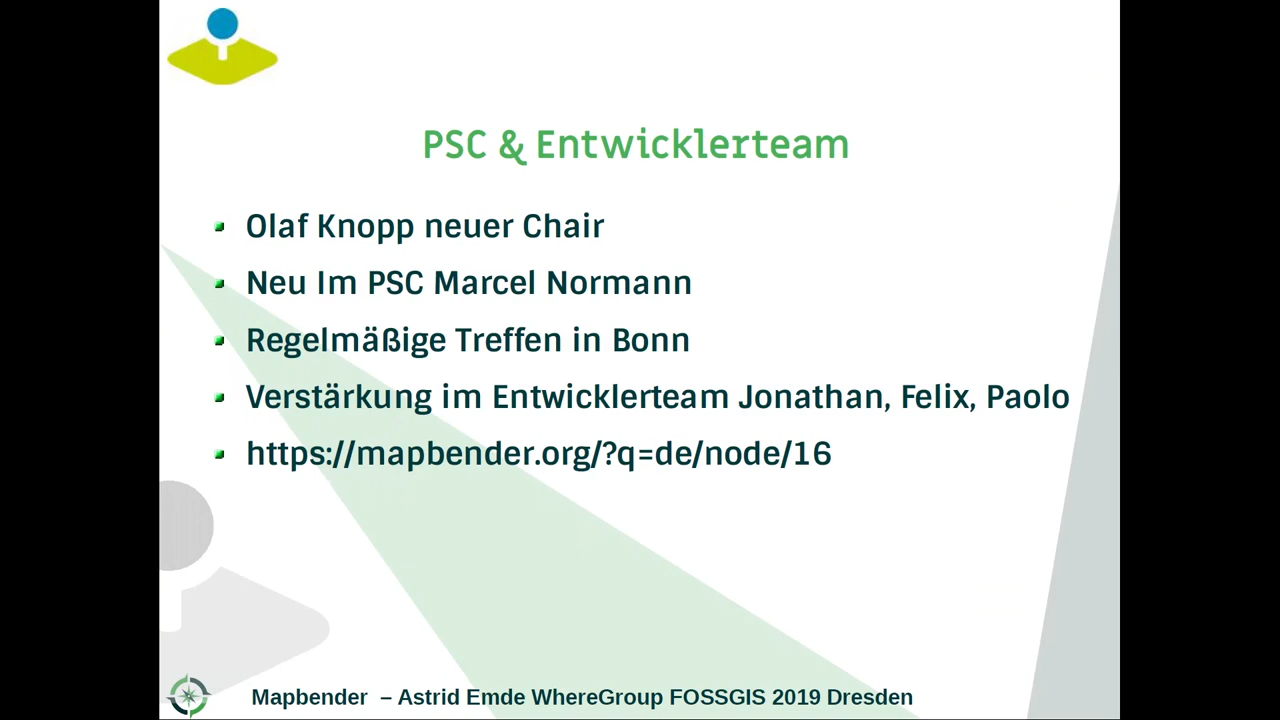 PSC & Entwicklerteam
Olaf Knopp neuer Chair
Neu Im PSC Marcel Normann
Regelmäßige Treffen in Bonn
Verstärkung im Entwicklerteam Jonathan, Felix, Paolo
https://mapbender.org/?q=de/node/16
Mapbender – Astrid Emde WhereGroup FOSSGIS 2019 Dresden